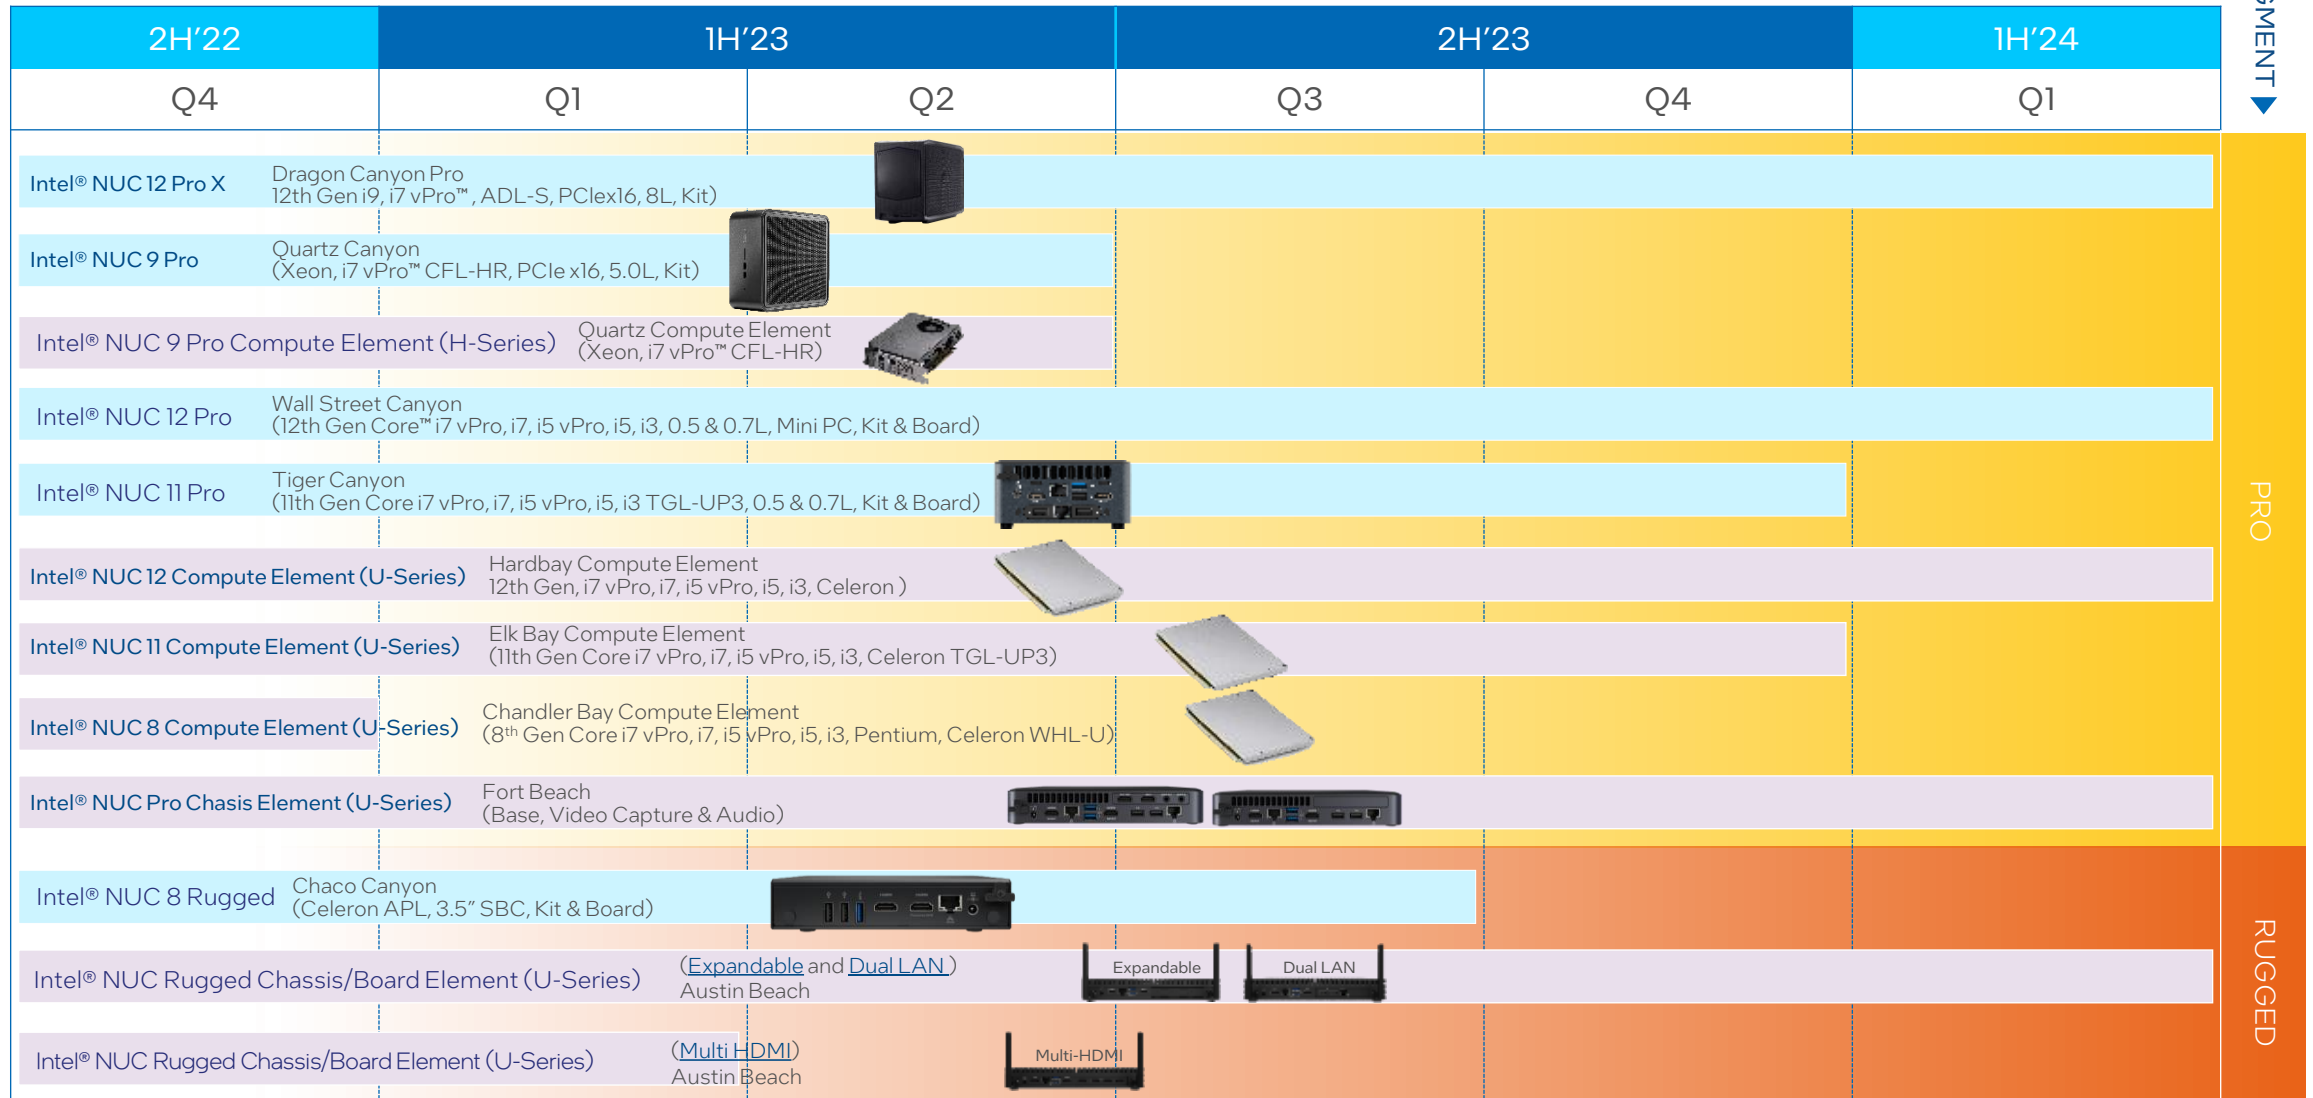 2H’22
1H’23
2H’23
1H’24
GMENT
Q4
Q1
Q2
Q3
Q4
Q1
Intel® NUC 12 Pro X
Dragon Canyon Pro
12th Gen i9, i7 vPro™ , ADL-S, PCIex16, 8L, Kit)
Intel® NUC 9 Pro
Quartz Canyon
(Xeon, i7 vPro™ CFL-HR, PCIe x16, 5.0L, Kit)
Intel® NUC 9 Pro Compute Element (H-Series)
Quartz Compute Element
(Xeon, i7 vPro™ CFL-HR)
Intel® NUC 12 Pro
Wall Street Canyon
(12th Gen Core™ i7 vPro, i7, i5 vPro, i5, i3, 0.5 & 0.7L, Mini PC, Kit & Board)
Intel® NUC 11 Pro
Tiger Canyon
(11th Gen Core i7 vPro, i7, i5 vPro, i5, i3 TGL-UP3, 0.5 & 0.7L, Kit & Board)
PRO
Intel® NUC 12 Compute Element (U-Series)
Hardbay Compute Element
12th Gen, i7 vPro, i7, i5 vPro, i5, i3, Celeron )
Intel® NUC 11 Compute Element (U-Series)
Elk Bay Compute Element
(11th Gen Core i7 vPro, i7, i5 vPro, i5, i3, Celeron TGL-UP3)
Intel® NUC 8 Compute Element (U-Series)
Chandler Bay Compute Element
(8th Gen Core i7 vPro, i7, i5 vPro, i5, i3, Pentium, Celeron WHL-U)
Intel® NUC Pro Chasis Element (U-Series)
Fort Beach
(Base, Video Capture & Audio)
Intel® NUC 8 Rugged
Chaco Canyon
(Celeron APL, 3.5” SBC, Kit & Board)
RUGGED
Intel® NUC Rugged Chassis/Board Element (U-Series)
(Expandable and Dual LAN )
Austin Beach
Expandable
Dual LAN
Intel® NUC Rugged Chassis/Board Element (U-Series)
(Multi HDMI)
Austin Beach
Multi-HDMI